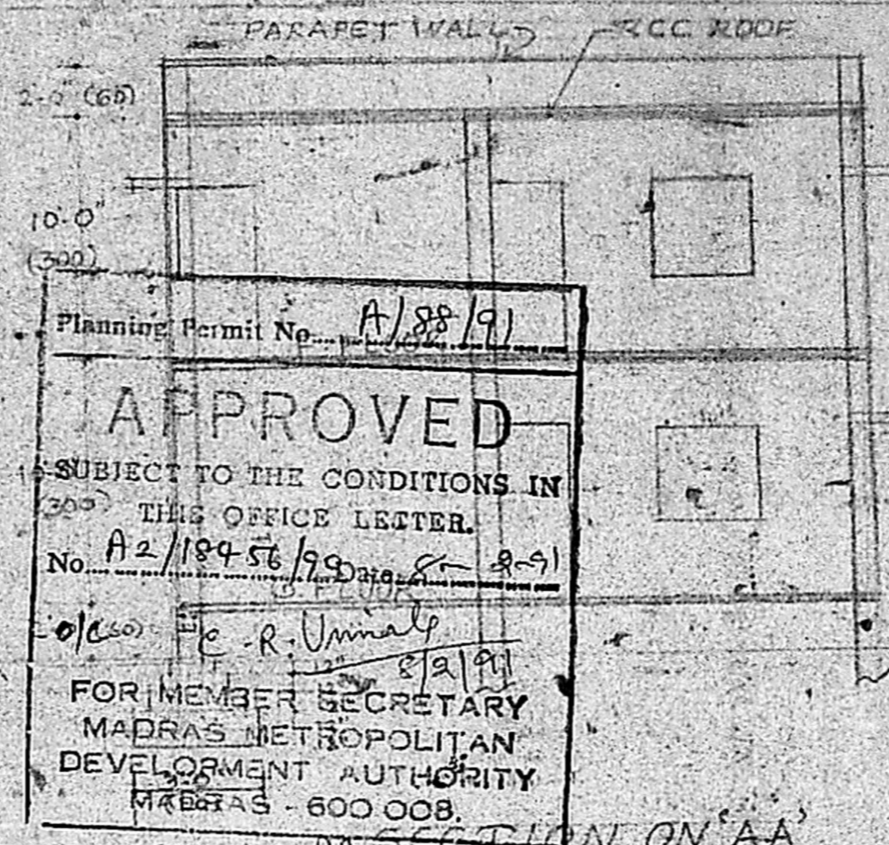 PARAPET WALL
RCC ROOF
2-0" (60)
10-0"
(300)
Planning Permit No.... A/88/91
APPROVED
SUBJECT TO THE CONDITIONS IN
(300)
THIS OFFICE LETTER.
No. A2/18456/90 Date 8-2-91
C. R.
8/2/91
FOR MEMBER SECRETARY
MADRAS METROPOLITAN
DEVELOPMENT AUTHORITY
MADRAS - 600 008.
SECTION ON 'AA'